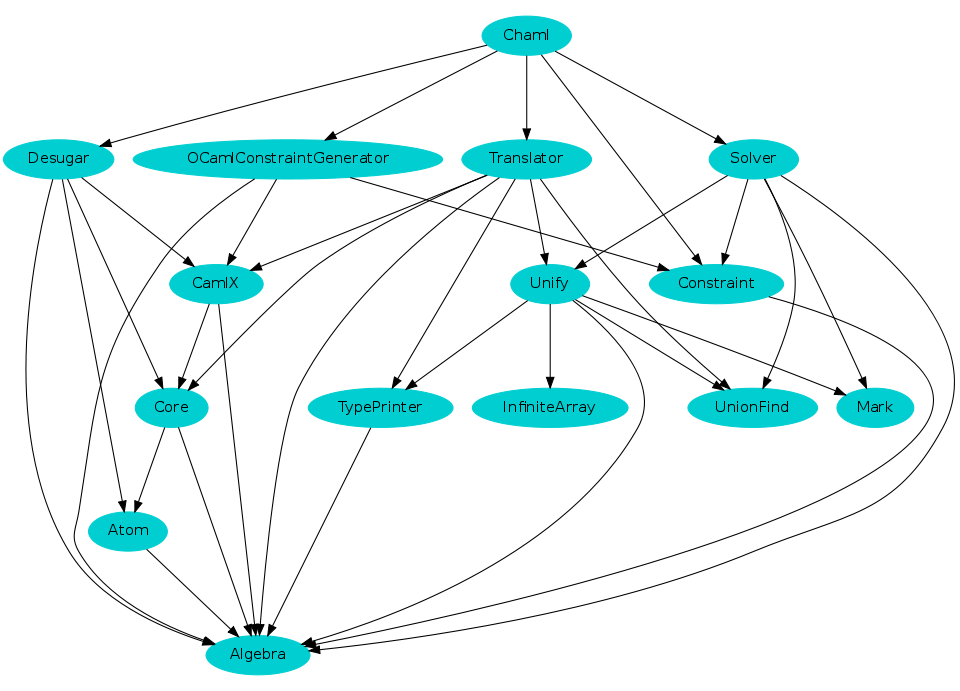 Chaml
Desugar
OCamlConstraintGenerator
Translator
Solver
CamlX
Unify
Constraint
Core
TypePrinter
InfiniteArray
UnionFind
Mark
Atom
Algebra